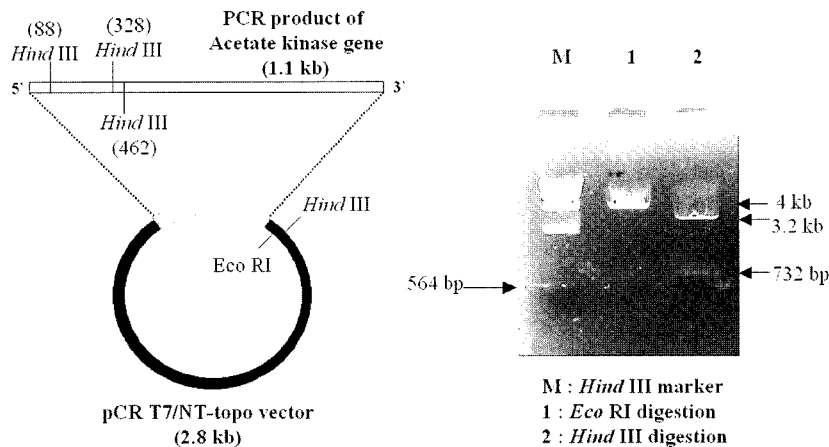 (88)
Hind III
(328)
Hind III
PCR product of
Acetate kinase gene
(1.1 kb)
5`
3`
Hind III
(462)
Hind III
Eco RI
pCR T7/NT-topo vector
(2.8 kb)
M 1 2
4 kb
3.2 kb
732 bp
564 bp
M : Hind III marker
1 : Eco RI digestion
2 : Hind III digestion